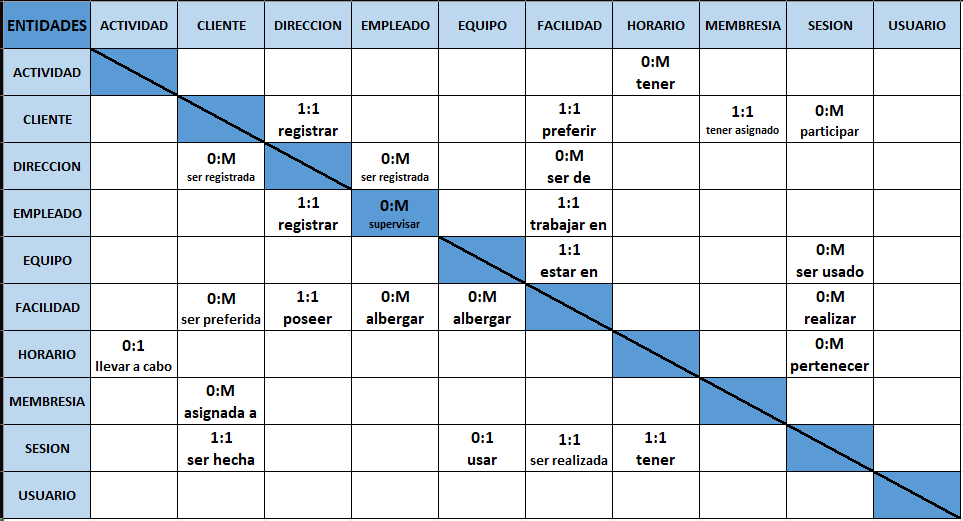 ENTIDADES ACTIVIDAD CLIENTE DIRECCION EMPLEADO EQUIPO FACILIDAD HORARIO MEMBRESIA SESION USUARIO
ACTIVIDAD 0:M
tener
CLIENTE 1:1 1:1 1:1 0:M
registrar preferir tener asignado participar
DIRECCION 0:M 0:M 0:M
ser registrada ser registrada ser de
EMPLEADO 1:1 0:M 1:1
registrar supervisar trabajar en
EQUIPO 1:1 0:M
estar en ser usado
FACILIDAD 0:M 1:1 0:M 0:M 0:M
ser preferida poseer albergar albergar realizar
HORARIO 0:1 0:M
llevar a cabo pertenecer
MEMBRESIA 0:M
asignada a
SESION 1:1 0:1 1:1 1:1
ser hecha usar ser realizada tener
USUARIO